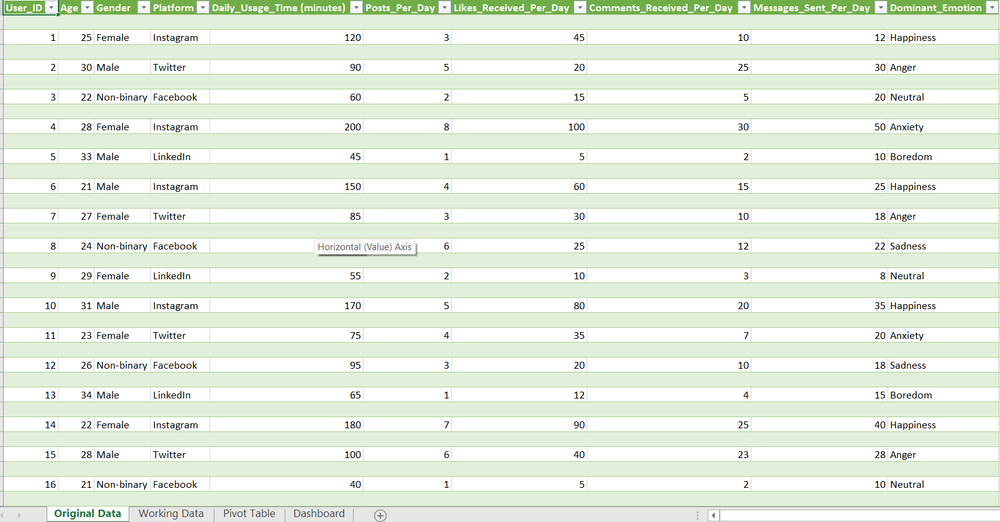 User_ID Age Gender Platform Daily_Usage_Time (minutes) Posts_Per_Day Likes_Received_Per_Day Comments_Received_Per_Day Messages_Sent_Per_Day Dominant_Emotion
1 25 Female Instagram 120 3 45 10 12 Happiness
2 30 Male Twitter 90 5 20 25 30 Anger
3 22 Non-binary Facebook 60 2 15 5 20 Neutral
4 28 Female Instagram 200 8 100 30 50 Anxiety
5 33 Male LinkedIn 45 1 5 2 10 Boredom
6 21 Male Instagram 150 4 60 15 25 Happiness
7 27 Female Twitter 85 3 30 10 18 Anger
8 24 Non-binary Facebook Horizontal (Value) Axis 6 25 12 22 Sadness
9 29 Female LinkedIn 55 2 10 3 8 Neutral
10 31 Male Instagram 170 5 80 20 35 Happiness
11 23 Female Twitter 75 4 35 7 20 Anxiety
12 26 Non-binary Facebook 95 3 20 10 18 Sadness
13 34 Male LinkedIn 65 1 12 4 15 Boredom
14 22 Female Instagram 180 7 90 25 40 Happiness
15 28 Male Twitter 100 6 40 23 28 Anger
16 21 Non-binary Facebook 40 1 5 2 10 Neutral
Original Data Working Data Pivot Table Dashboard